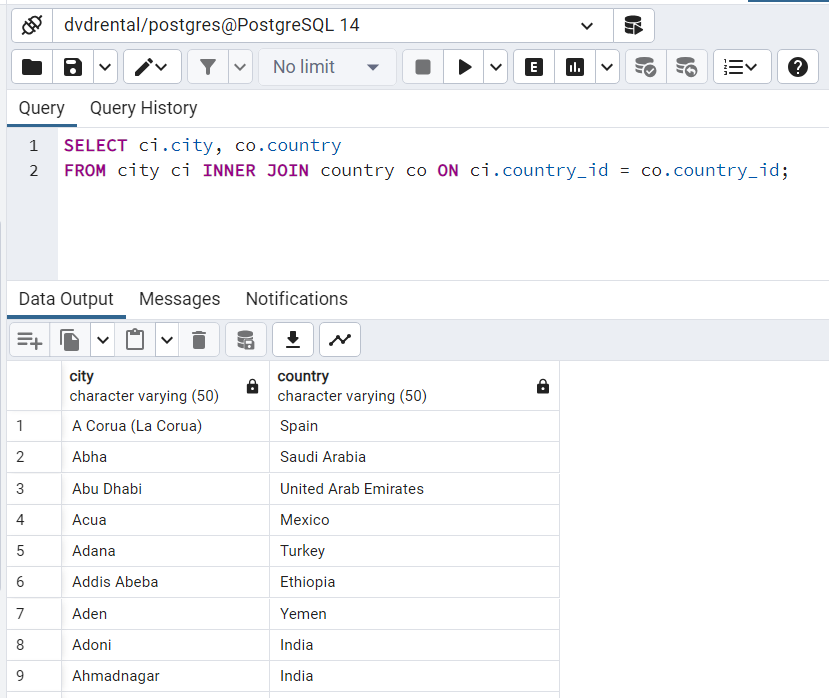 dvdrental/postgres@PostgreSQL 14
No limit
E
Query Query History
1 SELECT ci.city, co.country
2 FROM city ci INNER JOIN country co ON ci.country_id = co.country_id;
Data Output Messages Notifications
city country
character varying (50) character varying (50)
1 A Corua (La Corua) Spain
2 Abha Saudi Arabia
3 Abu Dhabi United Arab Emirates
4 Acua Mexico
5 Adana Turkey
6 Addis Abeba Ethiopia
7 Aden Yemen
8 Adoni India
9 Ahmadnagar India